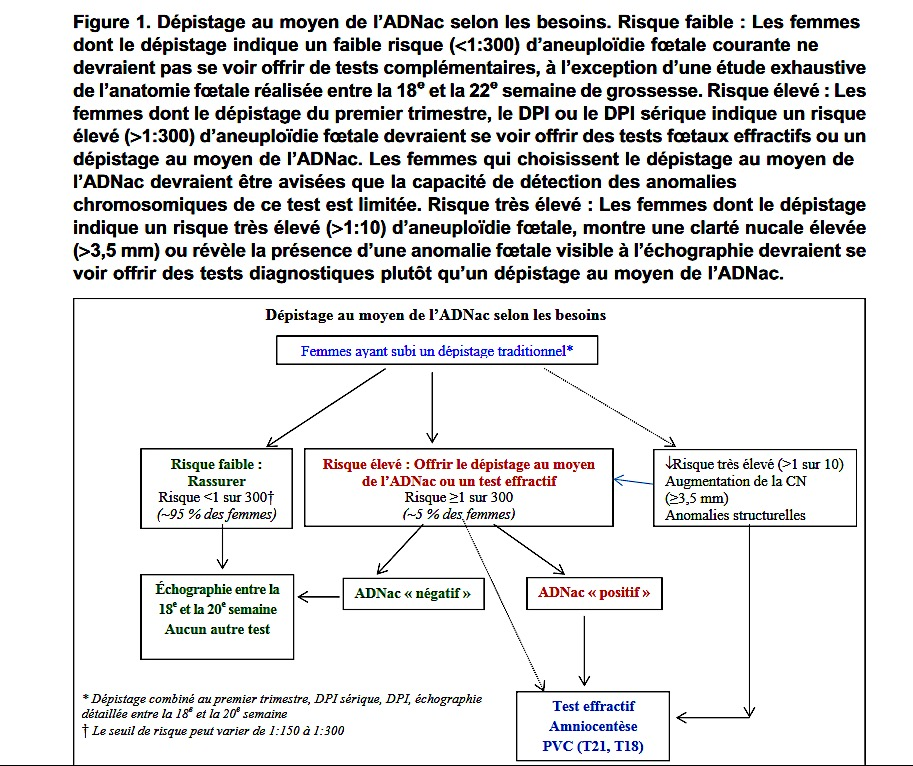 Figure 1. Dépistage au moyen de l’ADNac selon les besoins. Risque faible : Les femmes
dont le dépistage indique un faible risque (<1:300) d’aneuploïdie fœtale courante ne
devraient pas se voir offrir de tests complémentaires, à l’exception d’une étude exhaustive
de l’anatomie fœtale réalisée entre la 18e et la 22e semaine de grossesse. Risque élevé : Les
femmes dont le dépistage du premier trimestre, le DPI ou le DPI sérique indique un risque
élevé (>1:300) d’aneuploïdie fœtale devraient se voir offrir des tests fœtaux effractifs ou un
dépistage au moyen de l’ADNac. Les femmes qui choisissent le dépistage au moyen de
l’ADNac devraient être avisées que la capacité de détection des anomalies
chromosomiques de ce test est limitée. Risque très élevé : Les femmes dont le dépistage
indique un risque très élevé (>1:10) d’aneuploïdie fœtale, montre une clarté nucale élevée
(>3,5 mm) ou révèle la présence d’une anomalie fœtale visible à l’échographie devraient se
voir offrir des tests diagnostiques plutôt qu’un dépistage au moyen de l’ADNac.
Dépistage au moyen de l’ADNac selon les besoins
Femmes ayant subi un dépistage traditionnel*
Risque faible :
Rassurer
Risque <1 sur 300†
(~95 % des femmes)
Risque élevé : Offrir le dépistage au moyen
de l’ADNac ou un test effractif
Risque ≥1 sur 300
(~5 % des femmes)
↓Risque très élevé (>1 sur 10)
Augmentation de la CN
(≥3,5 mm)
Anomalies structurelles
Échographie entre la
18e et la 20e semaine
Aucun autre test
ADNac « négatif »
ADNac « positif »
Test effractif
Amniocentèse
PVC (T21, T18)
* Dépistage combiné au premier trimestre, DPI sérique, DPI, échographie
détaillée entre la 18e et la 20e semaine
† Le seuil de risque peut varier de 1:150 à 1:300